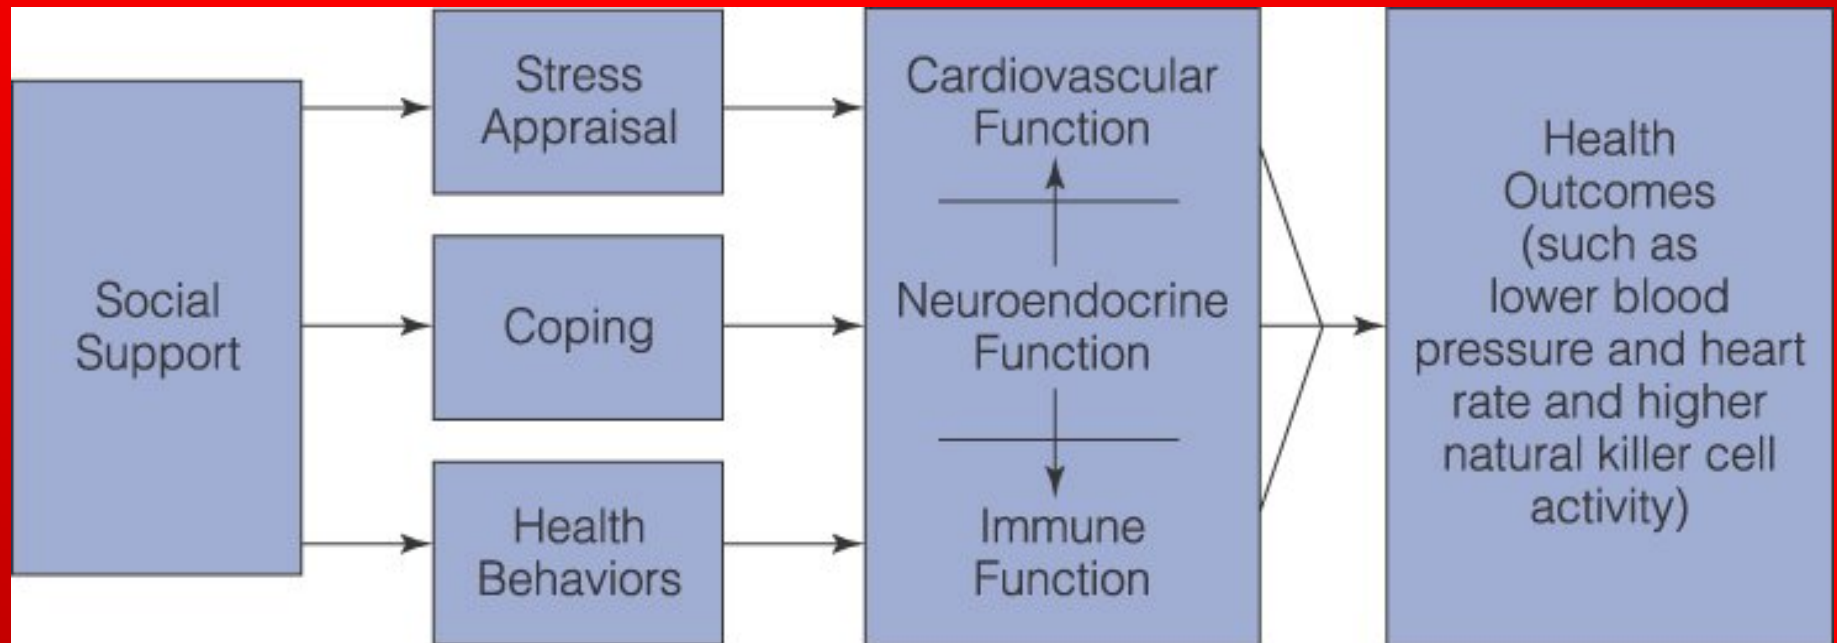 Social
Support
Stress
Appraisal
Coping
Health
Behaviors
Cardiovascular
Function
Neuroendocrine
Function
Immune
Function
Health
Outcomes
(such as
lower blood
pressure and heart
rate and higher
natural killer cell
activity)